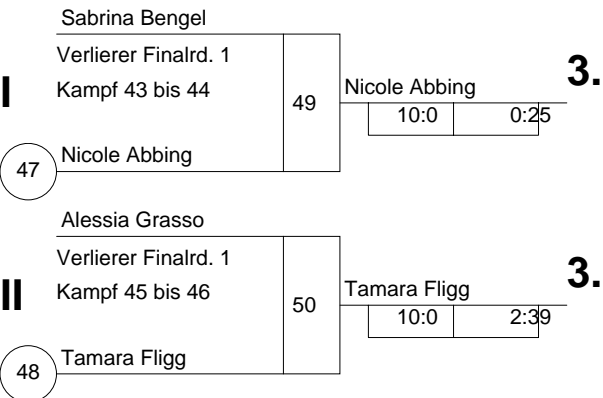 Sabrina Bengel
Verlierer Finalrd. 1
Kampf 43 bis 44
I
49
Nicole Abbing
3.
10:0 0:25
47
Nicole Abbing
Alessia Grasso
Verlierer Finalrd. 1
Kampf 45 bis 46
II
50
Tamara Fligg
3.
10:0 2:39
48
Tamara Fligg